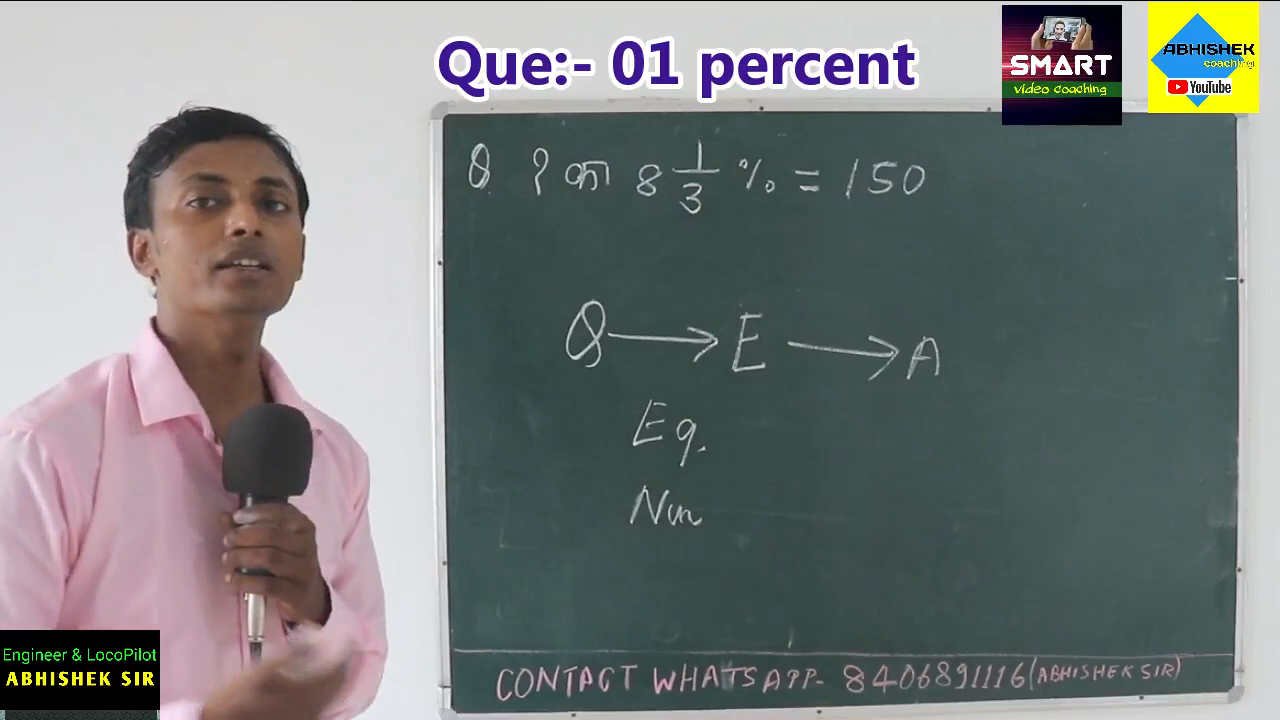 Que:- 01 percent
SMART
video coaching
ABHISHEK
coaching
YouTube
Q. ? का 8 1/3 % = 150
Q → E → A
Eq.
Num
CONTACT WHATSAPP- 8406891116 (ABHISHEK SIR)
Engineer & LocoPilot
ABHISHEK SIR